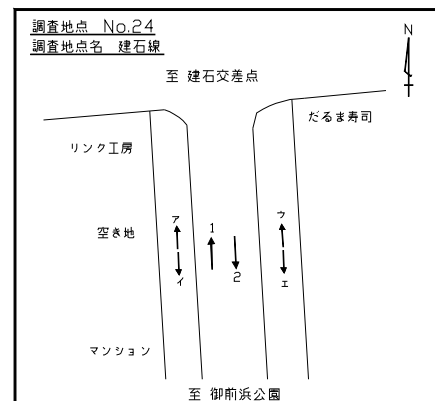 調査地点 No.24
調査地点名 建石線
N
至 建石交差点
だるま寿司
リンク工房
ア
ウ
空き地
1
2
イ
エ
マンション
至 御前浜公園